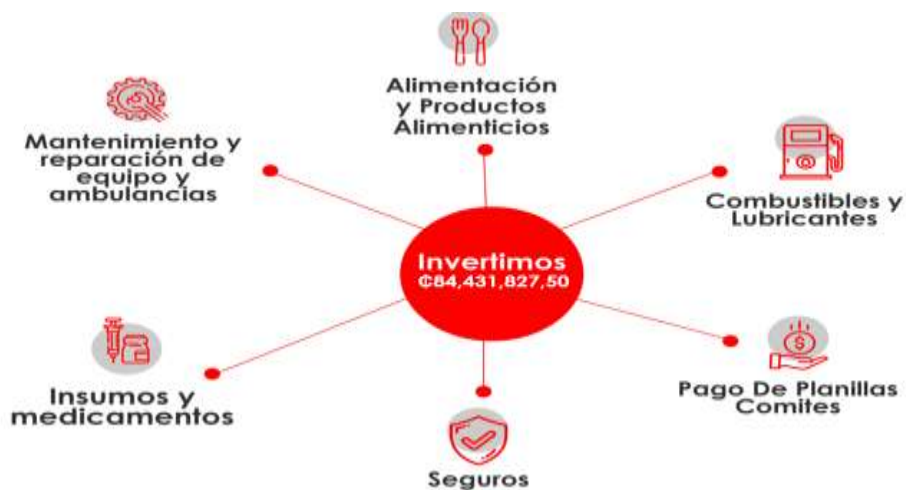 Alimentación
y Productos
Alimenticios
Mantenimiento y
reparación de
equipo y
ambulancias
Combustibles y
Lubricantes
Invertimos
₡84,431,827,50
Insumos y
medicamentos
Pago De Planillas
Comites
Seguros